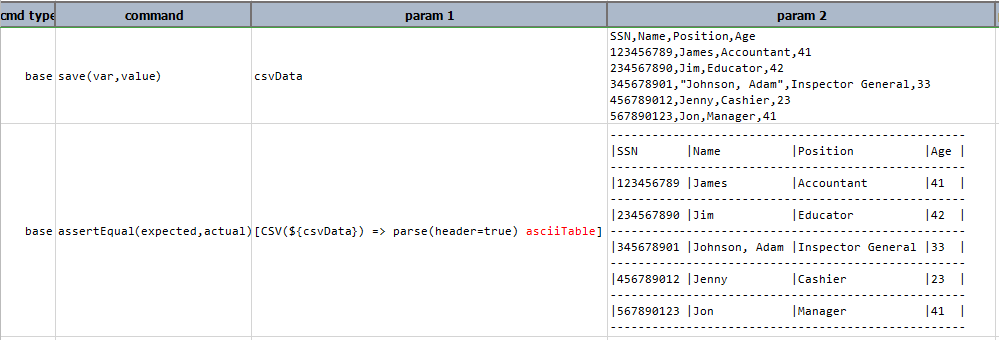 cmd type command param 1 param 2
SSN,Name,Position,Age
123456789,James,Accountant,41
base save(var,value) csvData 234567890,Jim,Educator,42
345678901,"Johnson, Adam",Inspector General,33
456789012,Jenny,Cashier,23
567890123,Jon,Manager,41
-----------------------------------------------------
|SSN |Name |Position |Age |
-----------------------------------------------------
|123456789 |James |Accountant |41 |
-----------------------------------------------------
|234567890 |Jim |Educator |42 |
-----------------------------------------------------
base assertEqual(expected,actual) [CSV(${csvData}) => parse(header=true) asciiTable]
|345678901 |Johnson, Adam |Inspector General |33 |
-----------------------------------------------------
|456789012 |Jenny |Cashier |23 |
-----------------------------------------------------
|567890123 |Jon |Manager |41 |
-----------------------------------------------------